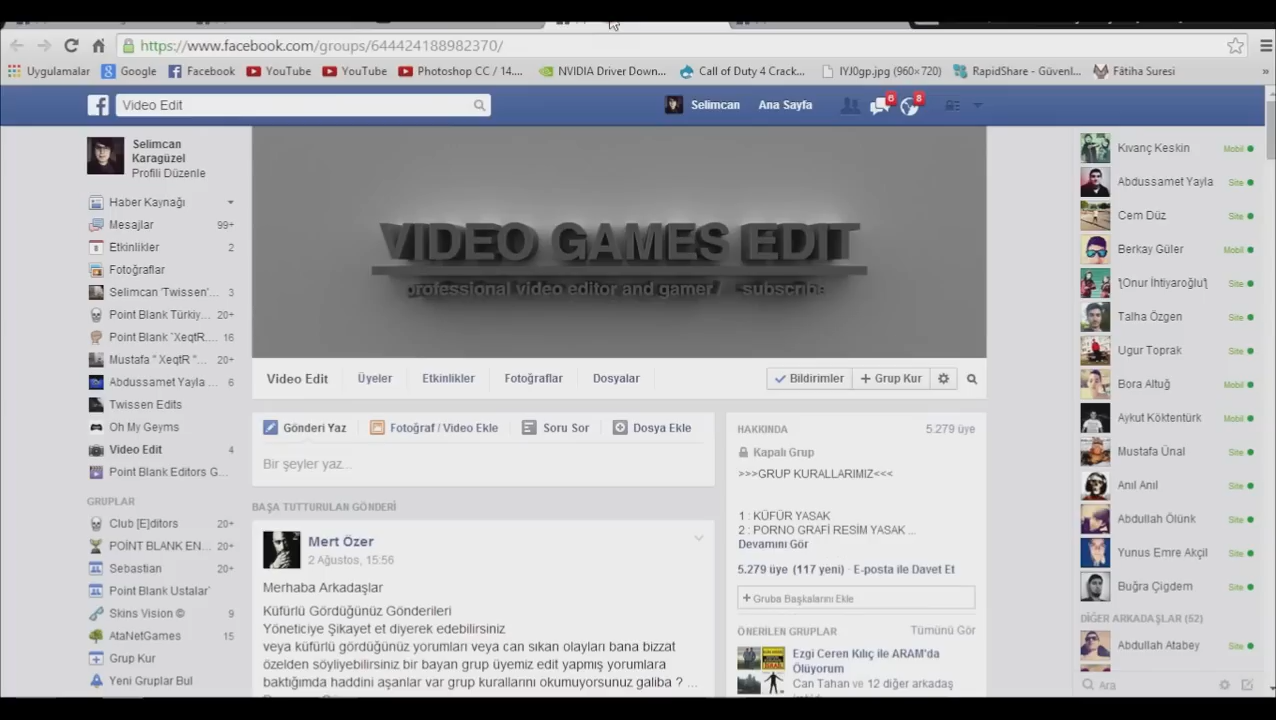 https://www.facebook.com/groups/644424188982370/
Uygulamalar
Google
Facebook
YouTube
YouTube
Photoshop CC / 14....
NVIDIA Driver Down...
Call of Duty 4 Crack...
IYJ0gp.jpg (960×720)
RapidShare - Güvenl...
Fâtiha Suresi
»
Video Edit
Selimcan
Ana Sayfa
6
8
Selimcan
Karagüzel
Profili Düzenle
Haber Kaynağı
Mesajlar 99+
Etkinlikler 2
Fotoğraflar
Selimcan 'Twissen'... 3
Point Blank Türkiy... 20+
Point Blank ''XeqtR.... 16
Mustafa " XeqtR "... 20+
Abdussamet Yayla ... 6
Twissen Edits
Oh My Geyms
Video Edit 4
Point Blank Editors G...
GRUPLAR
Club [E]ditors 20+
POİNT BLANK EN... 20+
Sebastian 20+
Point Blank Ustalar'
Skins Vision © 9
AtaNetGames 15
Grup Kur
Yeni Gruplar Bul
VIDEO GAMES EDIT
professional video editor and gamer / -subscribe
Video Edit
Üyeler
Etkinlikler
Fotoğraflar
Dosyalar
Bildirimler
+ Grup Kur
Gönderi Yaz
Fotoğraf / Video Ekle
Soru Sor
Dosya Ekle
Bir şeyler yaz...
BAŞA TUTTURULAN GÖNDERİ
Mert Özer
2 Ağustos, 15:56
Merhaba Arkadaşlar
Küfürlü Gördüğünüz Gönderileri
Yöneticiye Şikayet et diyerek edebilirsiniz
veya küfürlü gördüğünüz yorumları veya can sıkan olayları bana bizzat
özelden söyliyebilirsiniz bir bayan grup üyemiz edit yapmış yorumlara
baktığımda haddini aşanlar var grup kurallarını okumuyorsunuz galiba ? ...
HAKKINDA 5.279 üye
Kapalı Grup
>>>GRUP KURALLARIMIZ<<<
1 : KÜFÜR YASAK
2 : PORNO GRAFİ RESİM YASAK ...
Devamını Gör
5.279 üye (117 yeni) · E-posta ile Davet Et
+ Gruba Başkalarını Ekle
ÖNERİLEN GRUPLAR Tümünü Gör
Ezgi Ceren Kılıç ile ARAM'da
Ölüyorum
Can Tahan ve 12 diğer arkadaş
Kıvanç Keskin Mobil
Abdussamet Yayla Site
Cem Düz Site
Berkay Güler Mobil
'[Onur İhtiyaroğlu'] Site
Talha Özgen Site
Ugur Toprak Site
Bora Altuğ Site
Aykut Köktentürk Mobil
Mustafa Ünal Site
Anıl Anıl Site
Abdullah Ölünk Site
Yunus Emre Akçil Site
Buğra Çigdem Site
DİĞER ARKADAŞLAR (52)
Abdullah Atabey Site
Ara